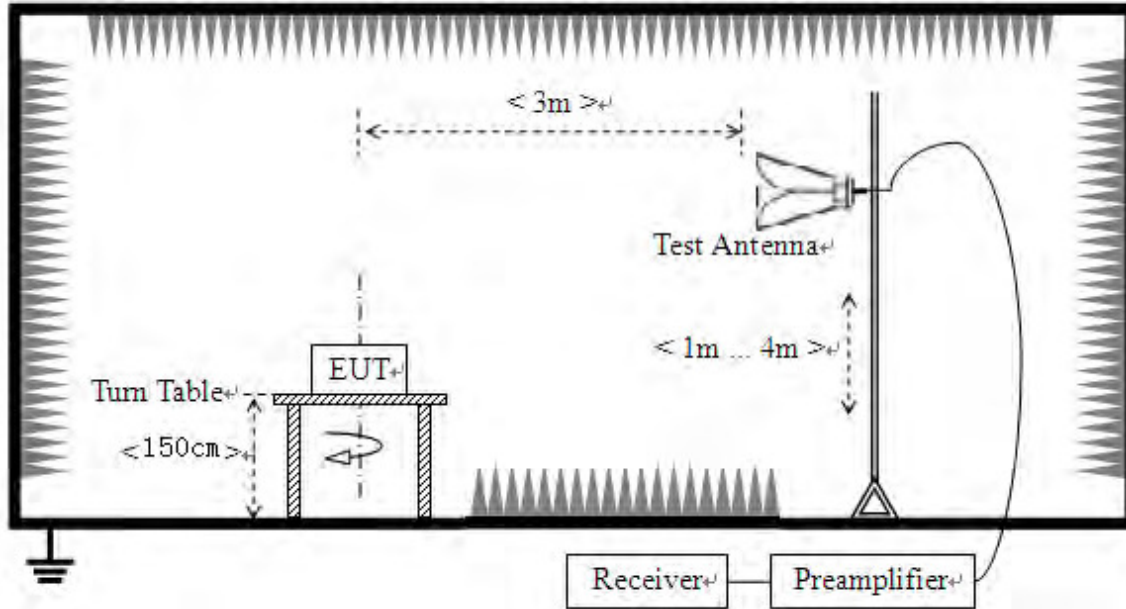 < 3m >↵
Test Antenna↵
< 1m ... 4m >↵
EUT↵
Turn Table↵
<150cm>↵
Receiver↵
Preamplifier↵